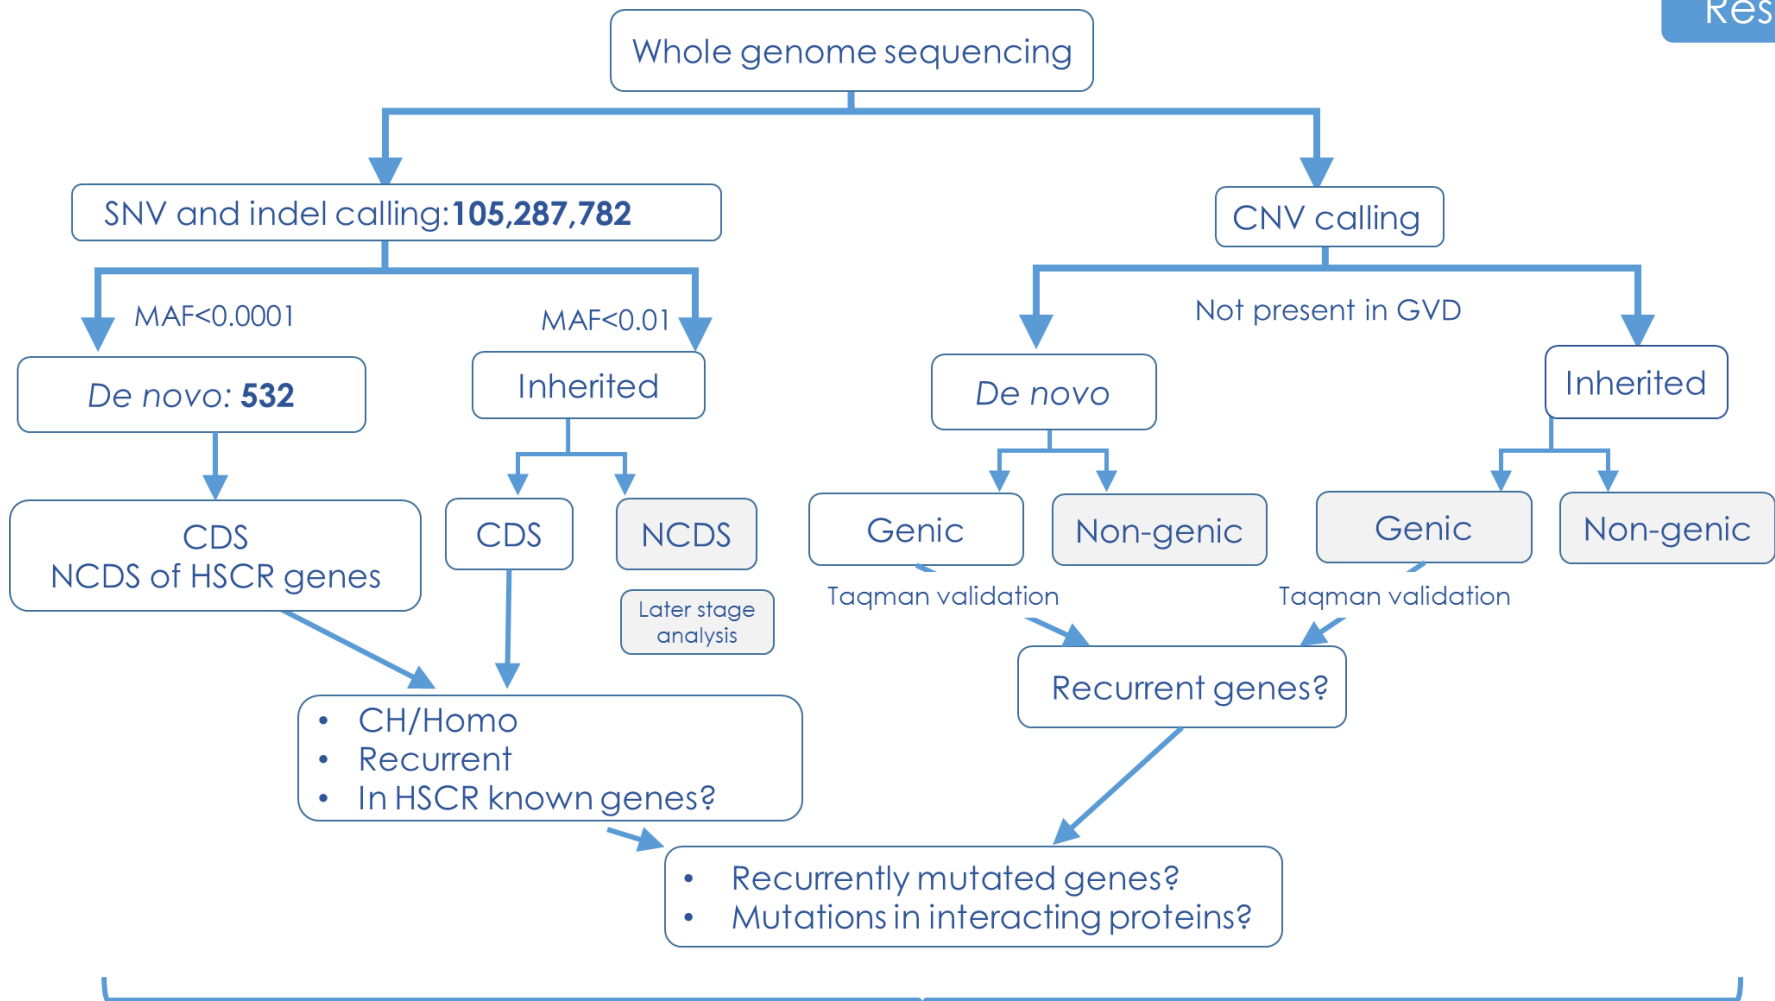 Res
Whole genome sequencing
SNV and indel calling:105,287,782
CNV calling
MAF<0.0001
MAF<0.01
Not present in GVD
De novo: 532
Inherited
De novo
Inherited
CDS
NCDS of HSCR genes
CDS
NCDS
Genic
Non-genic
Genic
Non-genic
Later stage
analysis
Taqman validation
Taqman validation
Recurrent genes?
• CH/Homo
• Recurrent
• In HSCR known genes?
• Recurrently mutated genes?
• Mutations in interacting proteins?